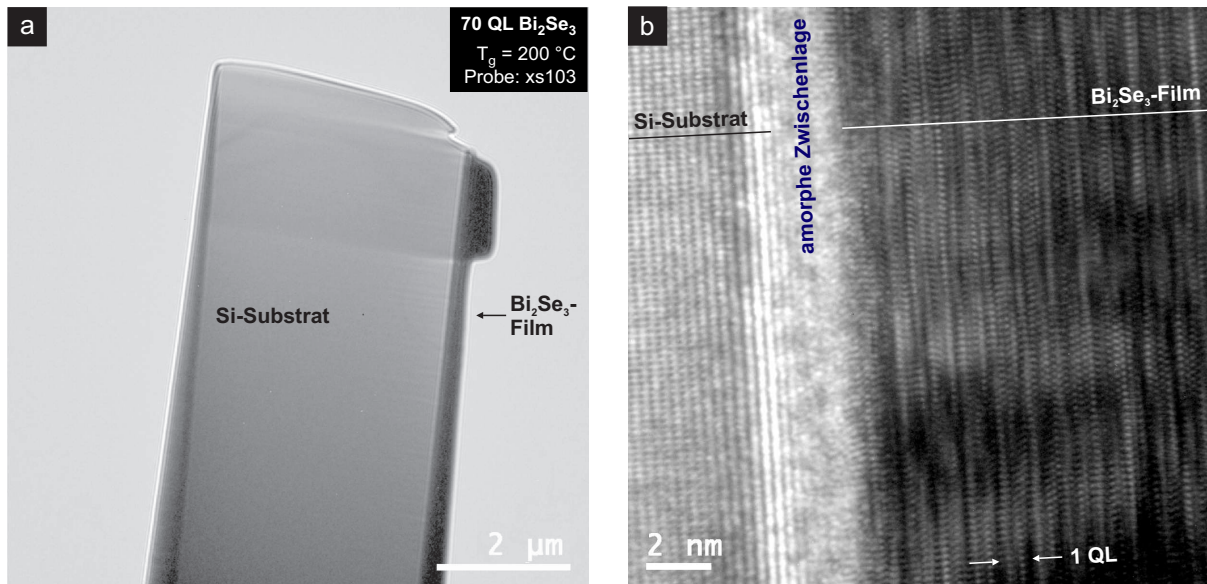 a
70 QL Bi₂Se₃
T_g = 200 °C
Probe: xs103
Si-Substrat
Bi₂Se₃-
Film
2 µm
b
Si-Substrat
amorphe Zwischenlage
Bi₂Se₃-Film
2 nm
1 QL